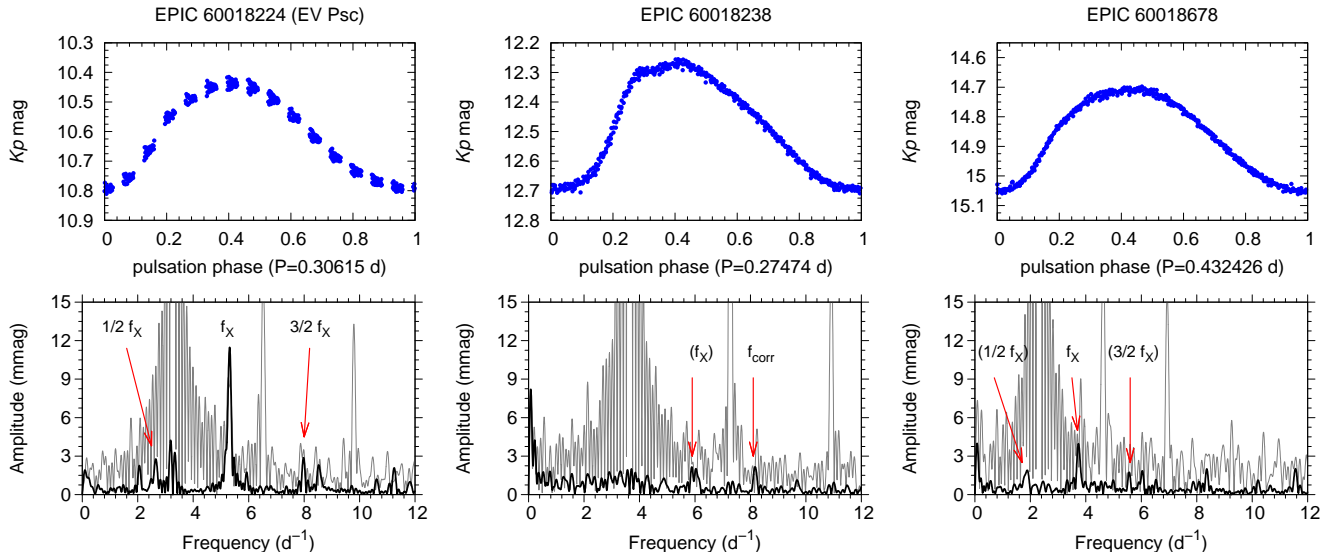 EPIC 60018224 (EV Psc)
EPIC 60018238
EPIC 60018678
Kp mag
10.3
10.4
10.5
10.6
10.7
10.8
10.9
0 0.2 0.4 0.6 0.8 1
pulsation phase (P=0.30615 d)
Kp mag
12.2
12.3
12.4
12.5
12.6
12.7
12.8
0 0.2 0.4 0.6 0.8 1
pulsation phase (P=0.27474 d)
Kp mag
14.6
14.7
14.8
14.9
15
15.1
0 0.2 0.4 0.6 0.8 1
pulsation phase (P=0.432426 d)
Amplitude (mmag)
15
12
9
6
3
0
1/2 fX
fX
3/2 fX
0 2 4 6 8 10 12
Frequency (d−1)
Amplitude (mmag)
15
12
9
6
3
0
(fX)
fcorr
0 2 4 6 8 10 12
Frequency (d−1)
Amplitude (mmag)
15
12
9
6
3
0
(1/2 fX)
fX
(3/2 fX)
0 2 4 6 8 10 12
Frequency (d−1)